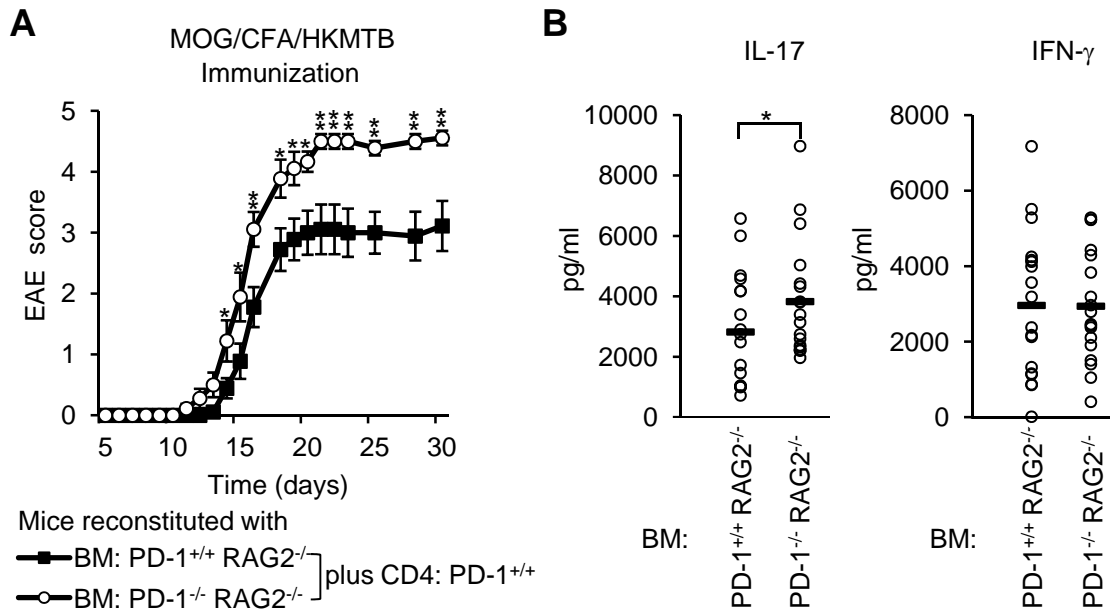 A
MOG/CFA/HKMTB
Immunization
EAE score
5
4
3
2
1
0
* * ** * ** ** ** ** ** ** **
5 10 15 20 25 30
Time (days)
Mice reconstituted with
BM: PD-1+/+ RAG2-/-
BM: PD-1-/- RAG2-/-
plus CD4: PD-1+/+
B
IL-17
pg/ml
10000
8000
6000
4000
2000
0
*
BM:
PD-1+/+ RAG2-/-
PD-1-/- RAG2-/-
IFN-γ
pg/ml
8000
6000
4000
2000
0
BM:
PD-1+/+ RAG2-/-
PD-1-/- RAG2-/-